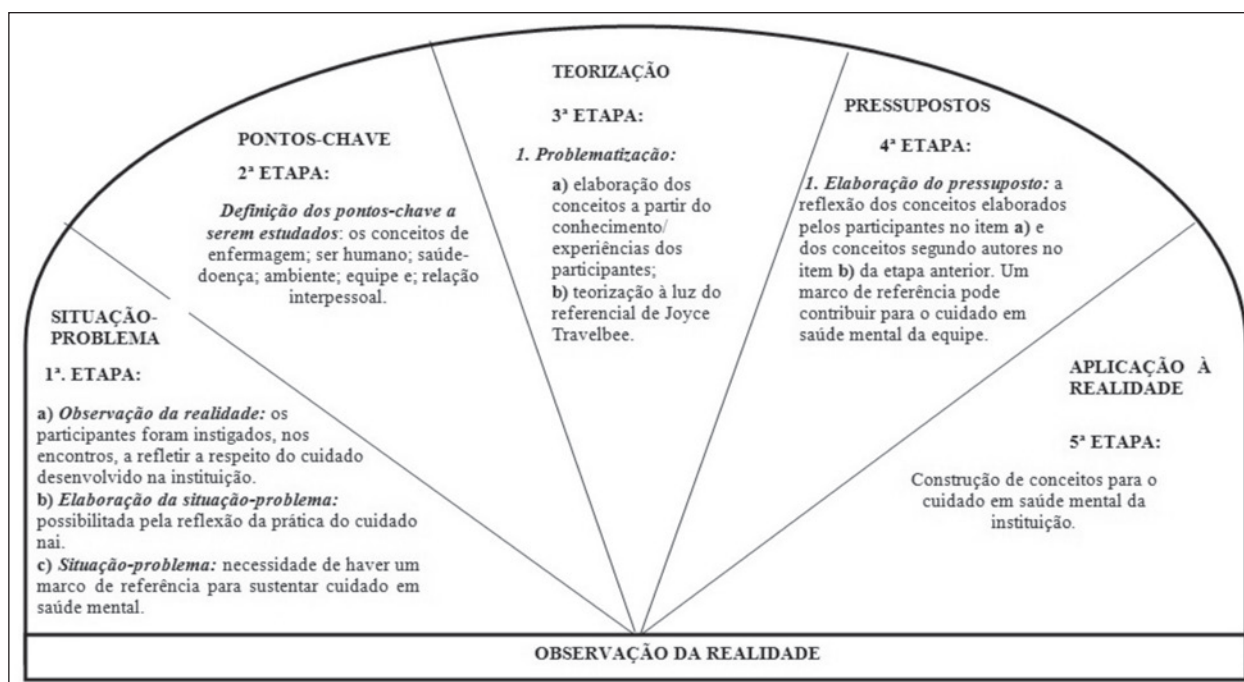 SITUAÇÃO-
PROBLEMA
1ª. ETAPA:
a) Observação da realidade: os
participantes foram instigados, nos
encontros, a refletir a respeito do cuidado
desenvolvido na instituição.
b) Elaboração da situação-problema:
possibilitada pela reflexão da prática do cuidado
nai.
c) Situação-problema: necessidade de haver um
marco de referência para sustentar cuidado em
saúde mental.
PONTOS-CHAVE
2ª ETAPA:
Definição dos pontos-chave a
serem estudados: os conceitos de
enfermagem; ser humano; saúde-
doença; ambiente; equipe e; relação
interpessoal.
TEORIZAÇÃO
3ª ETAPA:
1. Problematização:
a) elaboração dos
conceitos a partir do
conhecimento/
experiências dos
participantes;
b) teorização à luz do
referencial de Joyce
Travelbee.
PRESSUPOSTOS
4ª ETAPA:
1. Elaboração do pressuposto: a
reflexão dos conceitos elaborados
pelos participantes no item a) e
dos conceitos segundo autores no
item b) da etapa anterior. Um
marco de referência pode
contribuir para o cuidado em
saúde mental da equipe.
APLICAÇÃO À
REALIDADE
5ª ETAPA:
Construção de conceitos para o
cuidado em saúde mental da
instituição.
OBSERVAÇÃO DA REALIDADE